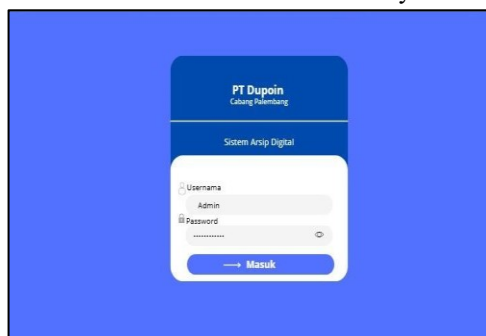 PT Dupoin
Cabang Palembang
Sistem Arsip Digital
Username
Admin
Password
............
Masuk